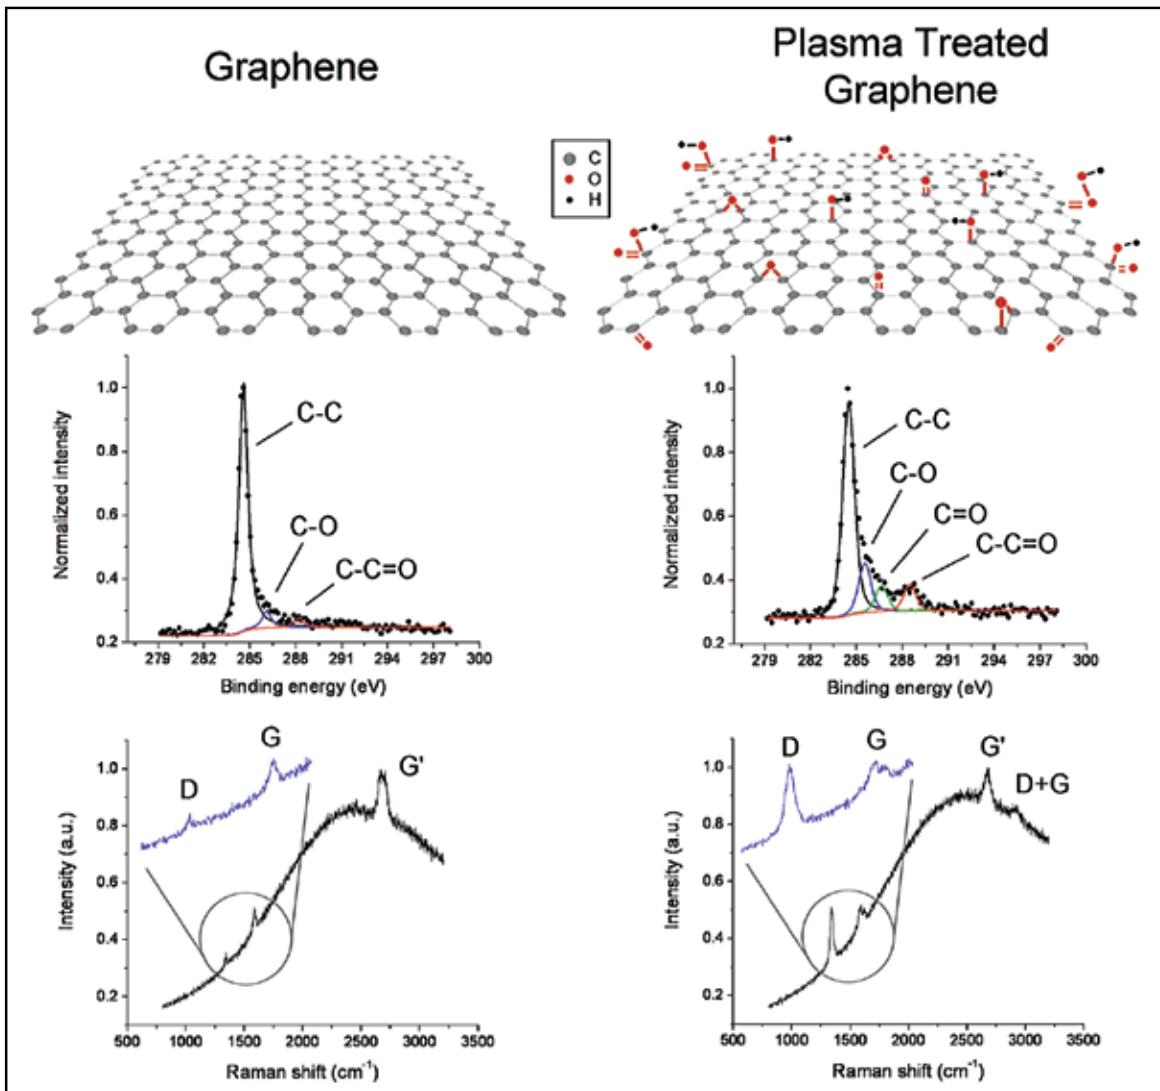 Graphene
Plasma Treated
Graphene
C
O
H
Normalized intensity
1.0
0.8
0.6
0.4
0.2
C-C
C-O
C-C=O
279 282 285 288 291 294 297 300
Binding energy (eV)
Normalized intensity
1.0
0.8
0.6
0.4
0.2
C-C
C-O
C=O
C-C=O
279 282 285 288 291 294 297 300
Binding energy (eV)
Intensity (a.u.)
1.0
0.8
0.6
0.4
0.2
D
G
G'
500 1000 1500 2000 2500 3000 3500
Raman shift (cm⁻¹)
Intensity (a.u.)
1.0
0.8
0.6
0.4
0.2
D
G
G'
D+G
500 1000 1500 2000 2500 3000 3500
Raman shift (cm⁻¹)